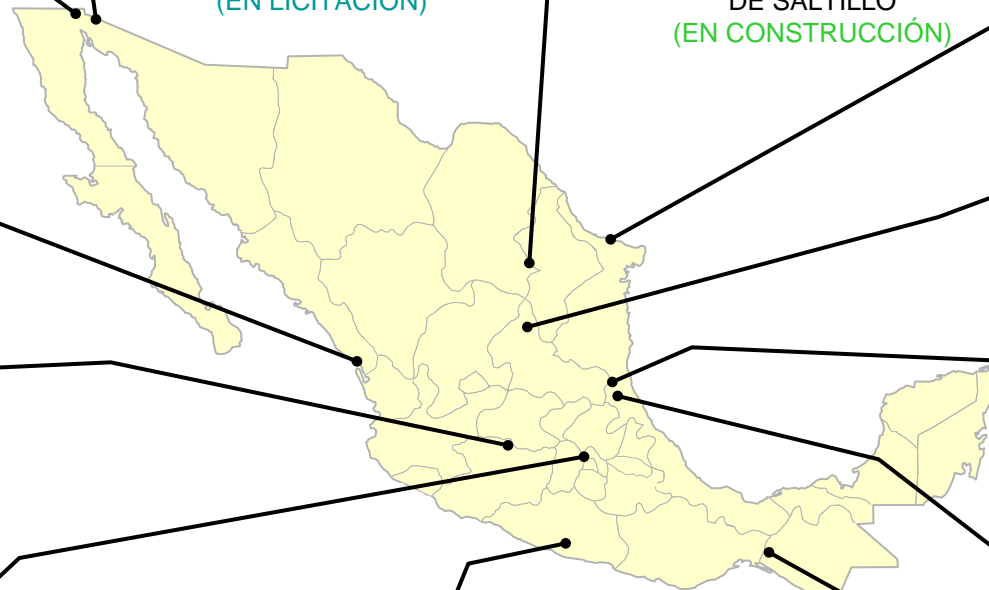 (EN LICITACIÓN)
DE SALTILLO
(EN CONSTRUCCIÓN)